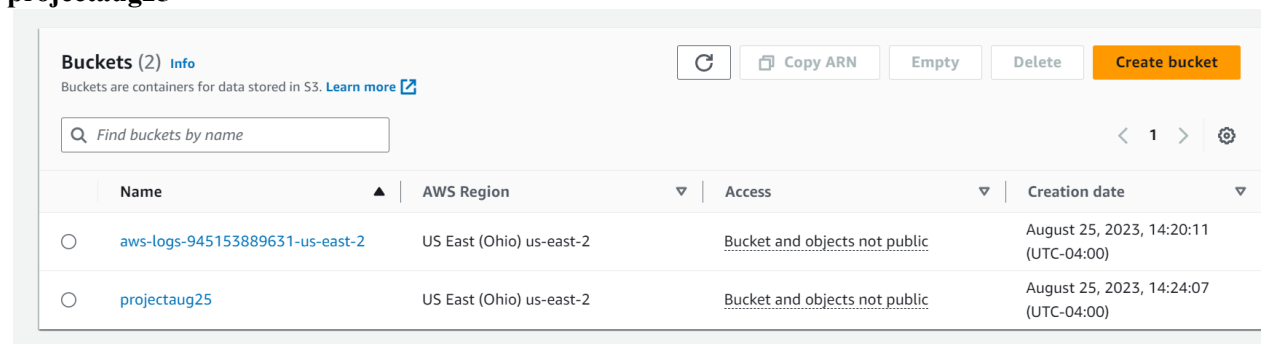 projectaug25
Buckets (2) Info
Buckets are containers for data stored in S3. Learn more
Copy ARN Empty Delete Create bucket
Find buckets by name
1
Name AWS Region Access Creation date
aws-logs-945153889631-us-east-2 US East (Ohio) us-east-2 Bucket and objects not public August 25, 2023, 14:20:11
(UTC-04:00)
projectaug25 US East (Ohio) us-east-2 Bucket and objects not public August 25, 2023, 14:24:07
(UTC-04:00)